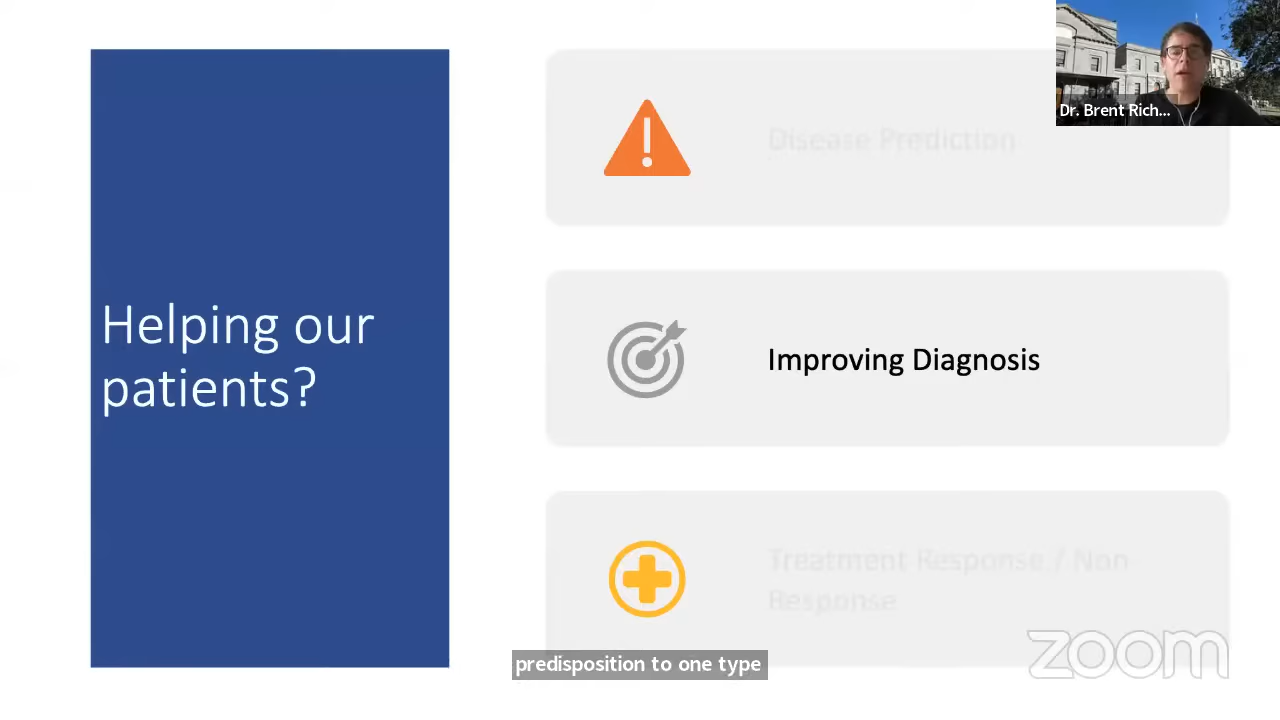 Helping our
patients?
Disease Prediction
Improving Diagnosis
Treatment Response / Non
Response
Dr. Brent Rich...
predisposition to one type
zoom